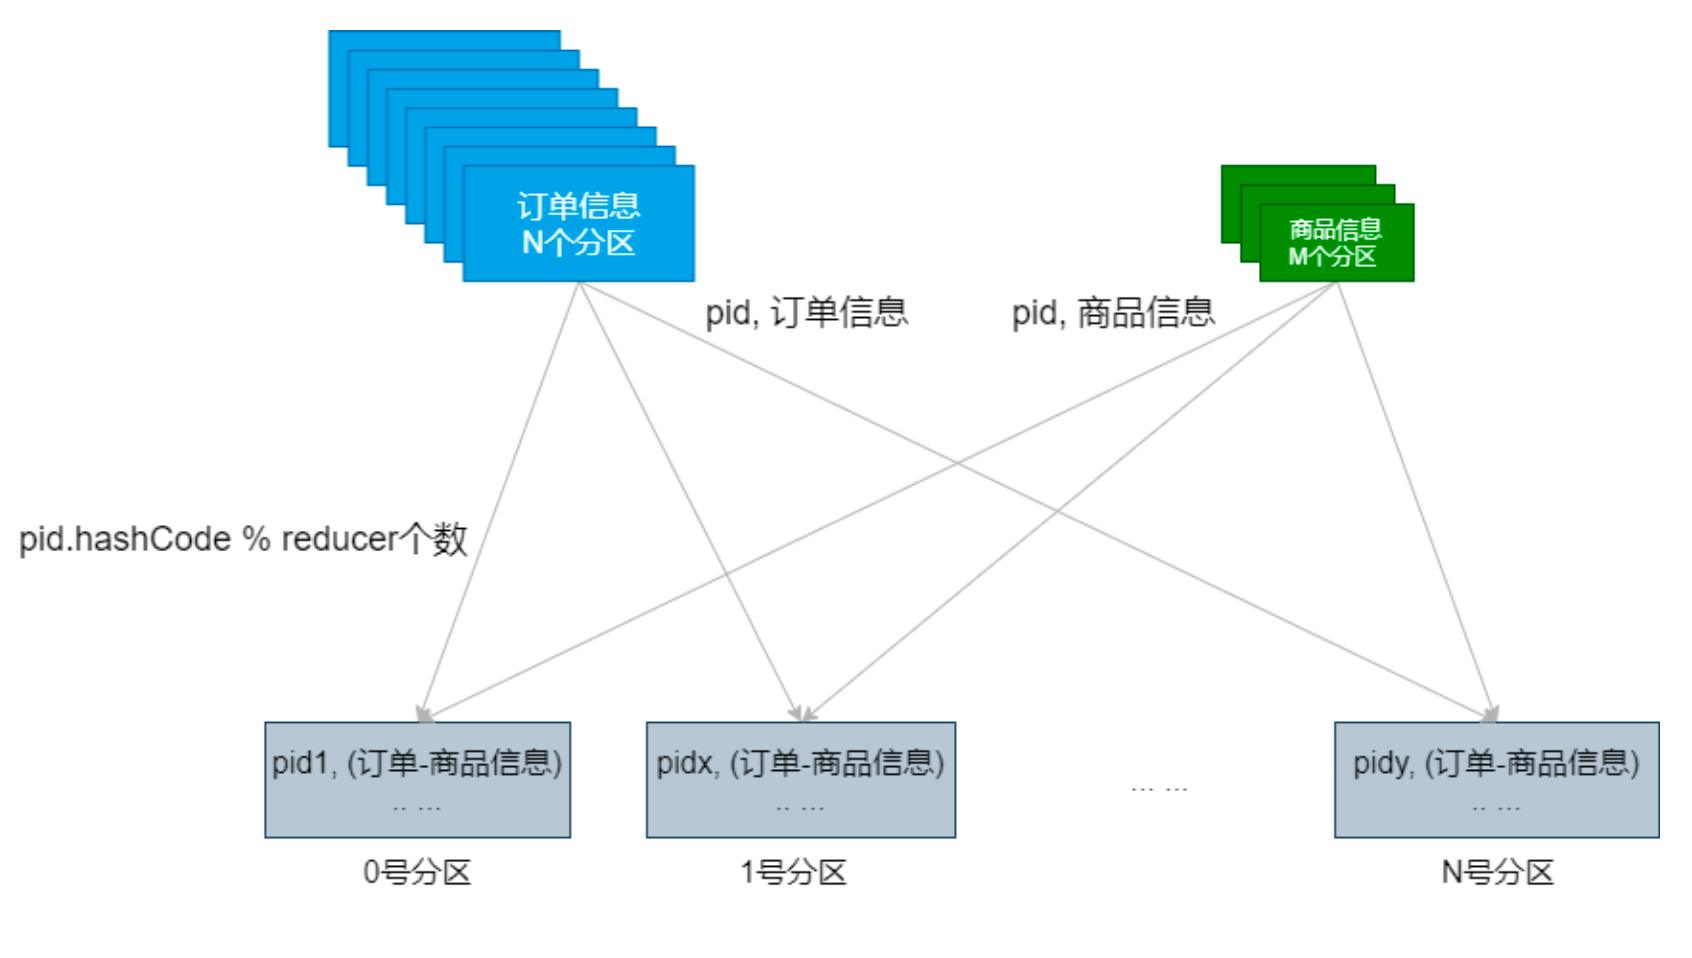 订单信息
N个分区
商品信息
M个分区
pid, 订单信息
pid, 商品信息
pid.hashCode % reducer个数
pid1, (订单-商品信息)
.. ...
pidx, (订单-商品信息)
.. ...
... ...
pidy, (订单-商品信息)
.. ...
0号分区
1号分区
N号分区